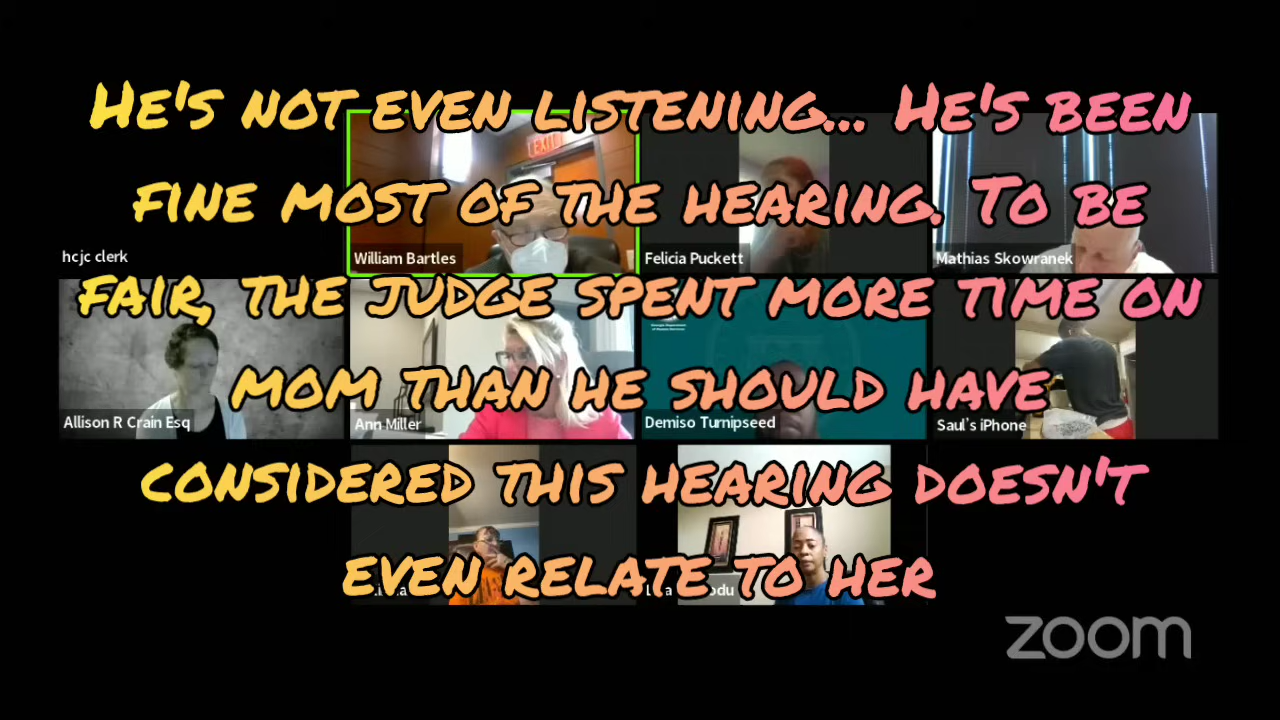 He's not even listening... He's been
fine most of the hearing. To be
fair, the judge spent more time on
mom than he should have
considered this hearing doesn't
even relate to her
EXIT
hcjc clerk
William Bartles
Felicia Puckett
Mathias Skowranek
Allison R Crain Esq
Ann Miller
Demiso Turnipseed
Saul's iPhone
zoom